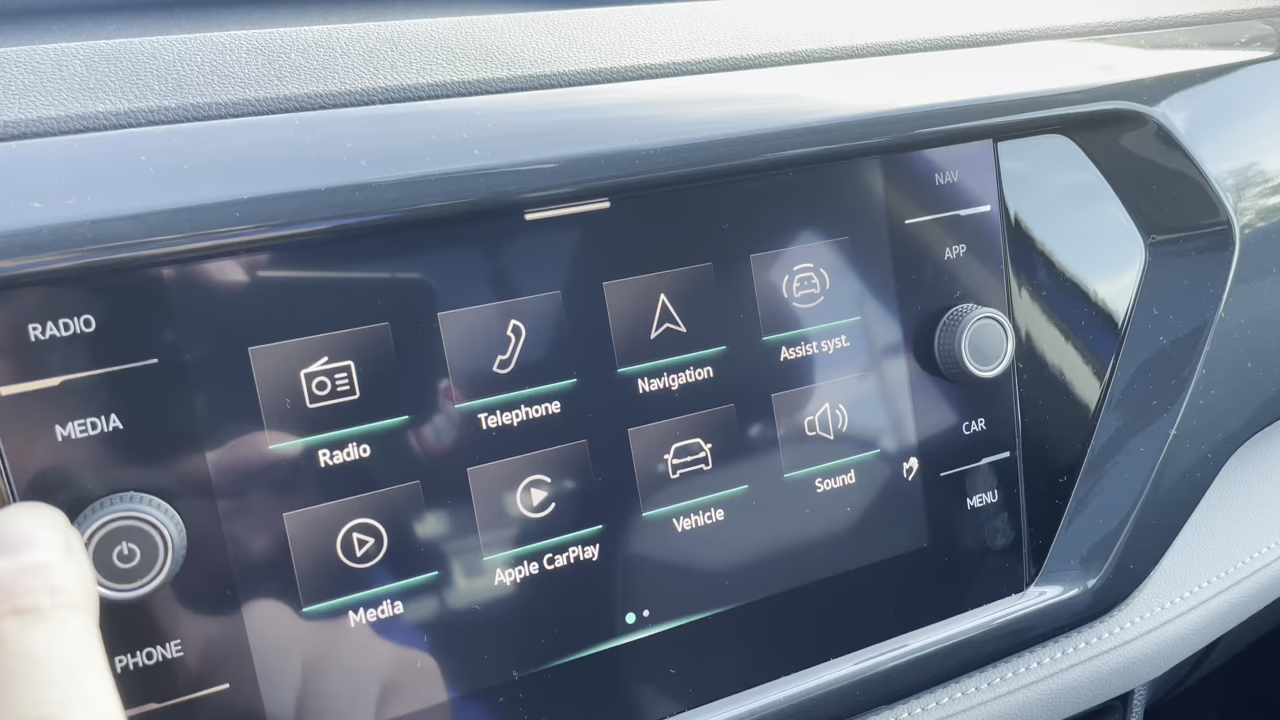 RADIO
MEDIA
PHONE
Radio
Telephone
Navigation
Assist syst.
Media
Apple CarPlay
Vehicle
Sound
NAV
APP
CAR
MENU